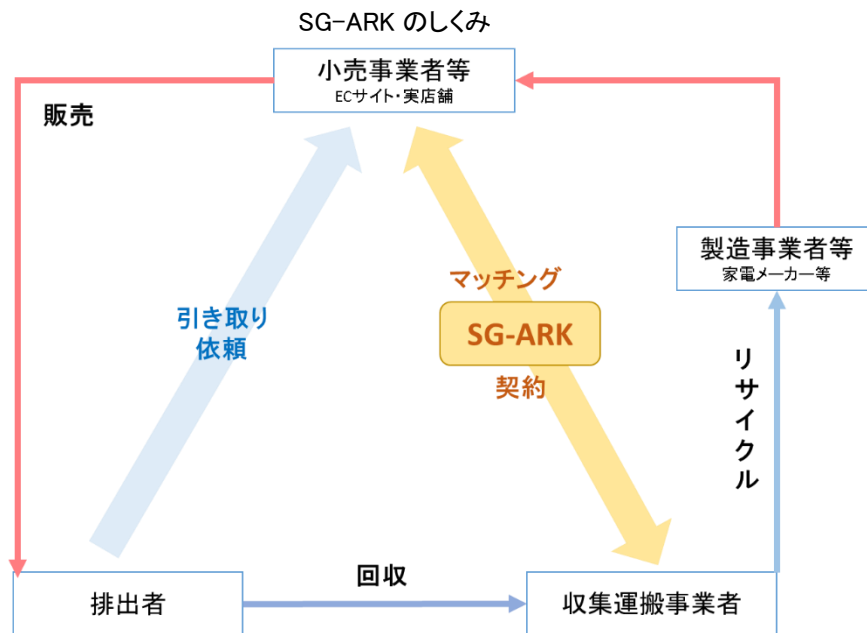 SG-ARK のしくみ
小売事業者等
ECサイト・実店舗
販売
製造事業者等
家電メーカー等
マッチング
引き取り
依頼
SG-ARK
契約
リサイクル
回収
排出者
収集運搬事業者